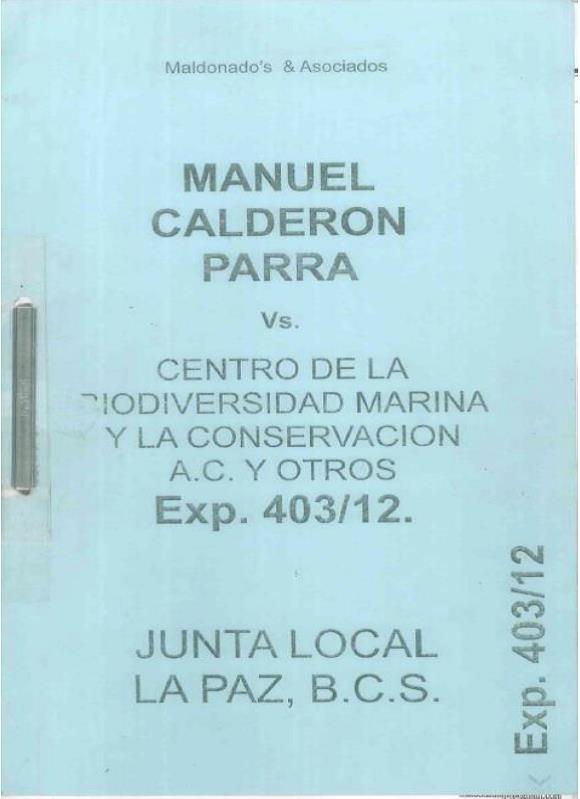 Maldonado's & Asociados
MANUEL
CALDERON
PARRA
Vs.
CENTRO DE LA
BIODIVERSIDAD MARINA
Y LA CONSERVACION
A.C. Y OTROS
Exp. 403/12.
JUNTA LOCAL
LA PAZ, B.C.S.
Exp. 403/12